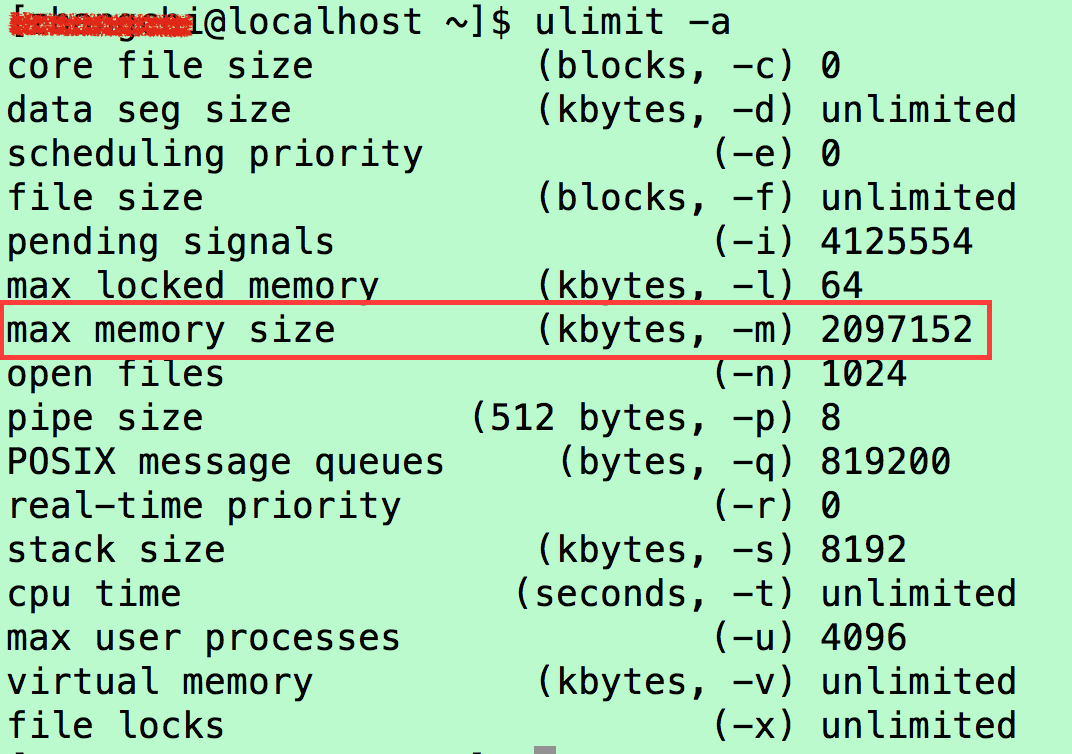 @localhost ~]$ ulimit -a
core file size (blocks, -c) 0
data seg size (kbytes, -d) unlimited
scheduling priority (-e) 0
file size (blocks, -f) unlimited
pending signals (-i) 4125554
max locked memory (kbytes, -l) 64
max memory size (kbytes, -m) 2097152
open files (-n) 1024
pipe size (512 bytes, -p) 8
POSIX message queues (bytes, -q) 819200
real-time priority (-r) 0
stack size (kbytes, -s) 8192
cpu time (seconds, -t) unlimited
max user processes (-u) 4096
virtual memory (kbytes, -v) unlimited
file locks (-x) unlimited